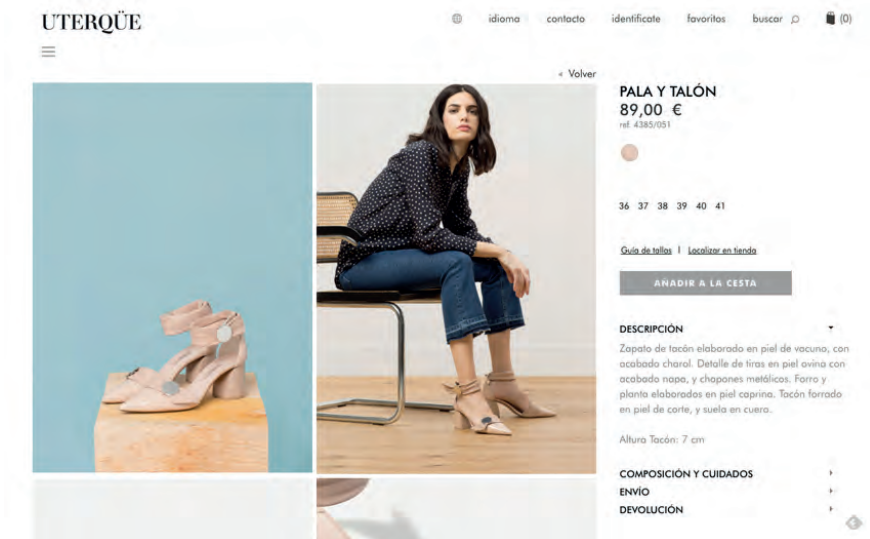 UTERQÜE
idioma contacto identificate favoritos buscar (0)
« Volver
PALA Y TALÓN
89,00 €
ref. 4385/051
36 37 38 39 40 41
Guía de tallas | Localizar en tienda
AÑADIR A LA CESTA
DESCRIPCIÓN
Zapato de tacón elaborado en piel de vacuno, con
acabado charol. Detalle de tiras en piel ovina con
acabado napa, y chapones metálicos. Forro y
planta elaborados en piel caprina. Tacón forrado
en piel de corte, y suela en cuero.
Altura Tacón: 7 cm
COMPOSICIÓN Y CUIDADOS
ENVÍO
DEVOLUCIÓN